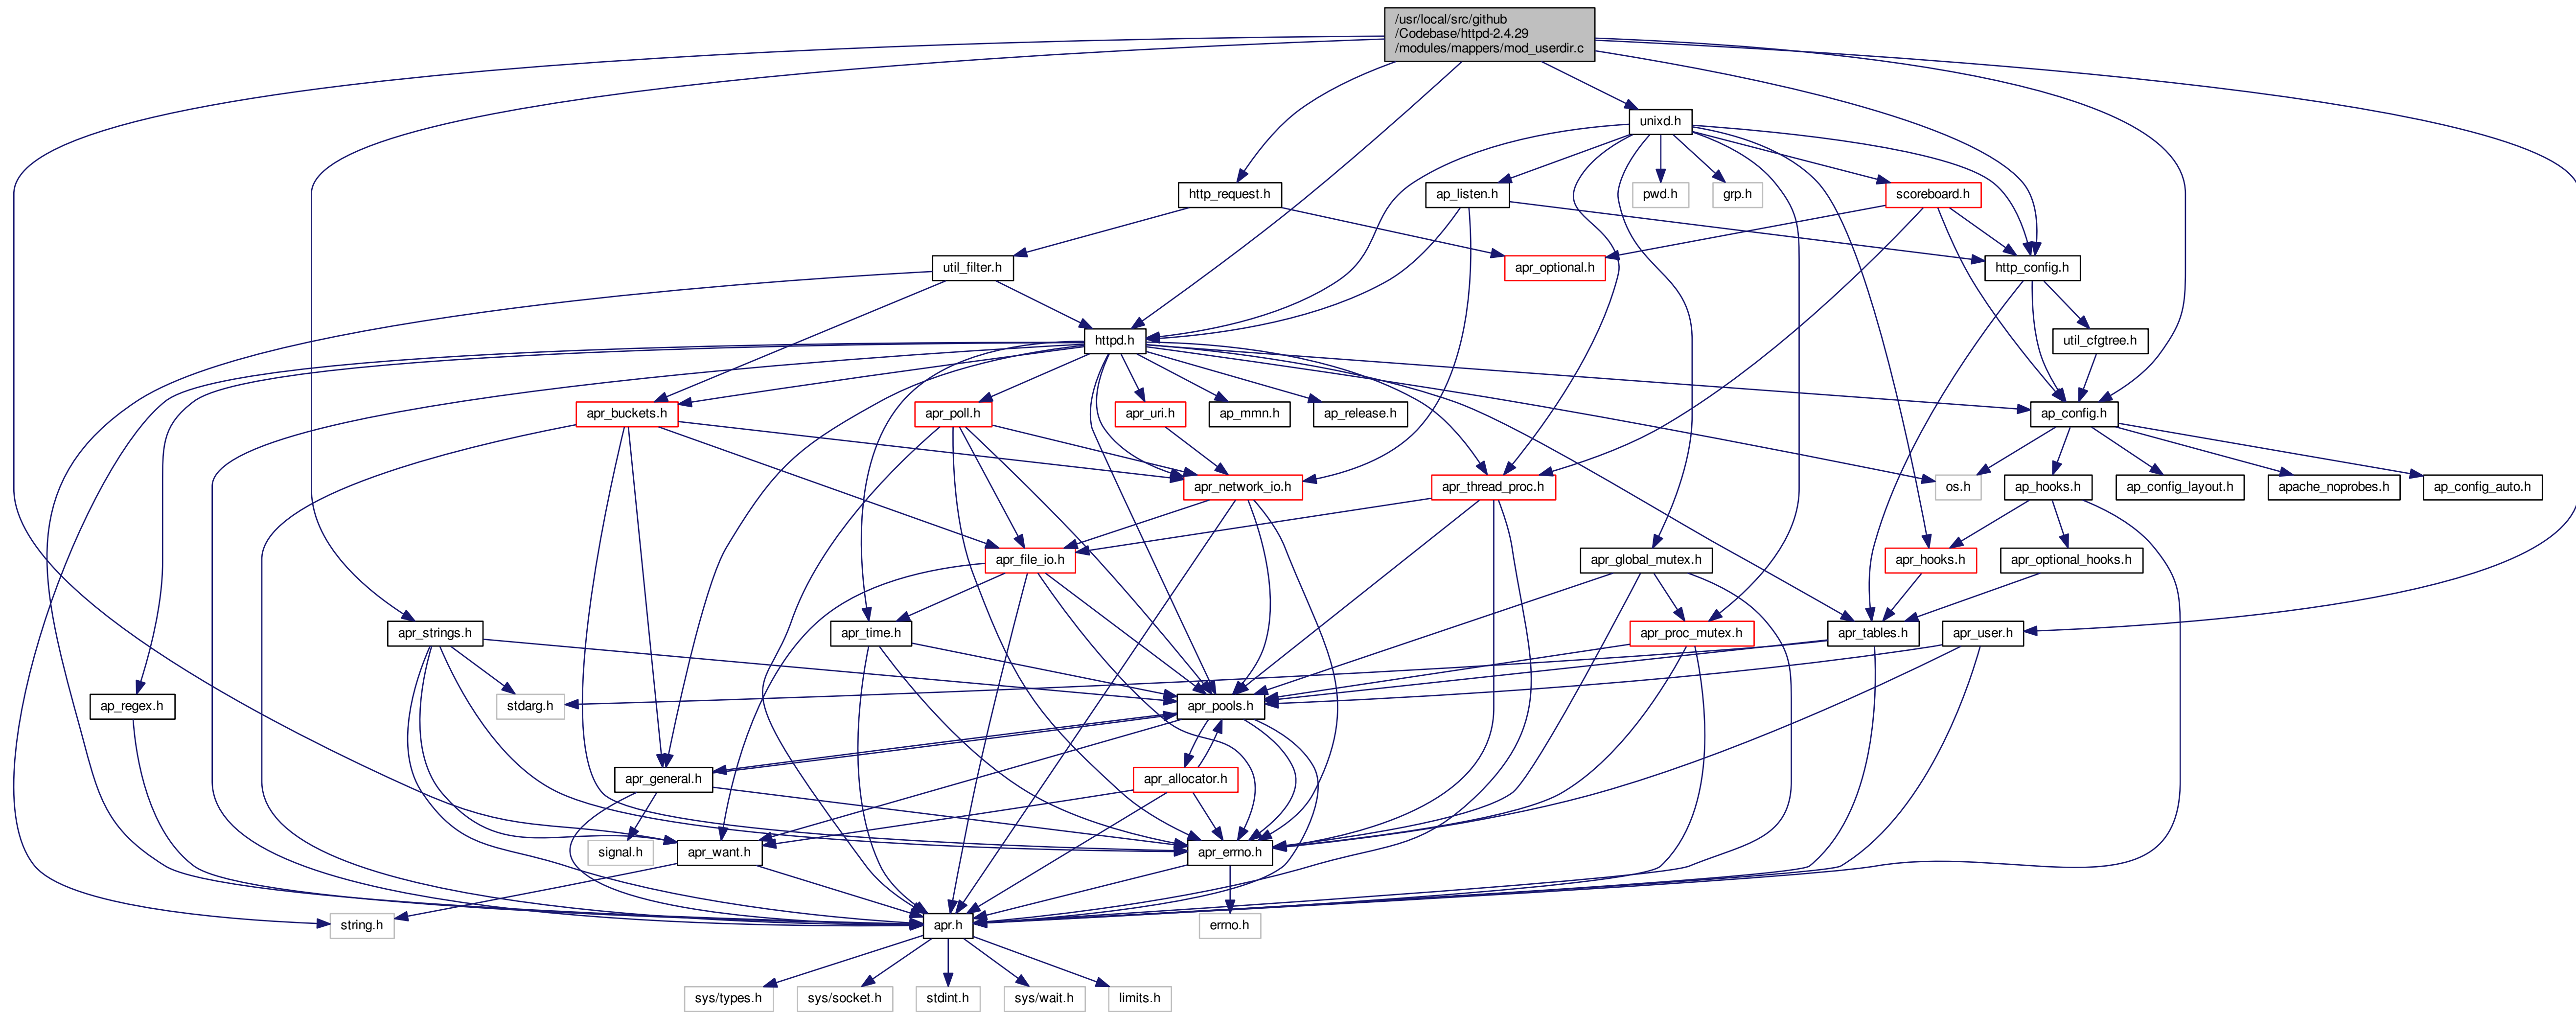 /usr/local/src/github
/Codebase/httpd-2.4.29
/modules/mappers/mod_userdir.c
unixd.h
http_request.h
ap_listen.h
pwd.h
grp.h
scoreboard.h
util_filter.h
apr_optional.h
http_config.h
httpd.h
util_cfgtree.h
apr_buckets.h
apr_poll.h
apr_uri.h
ap_mmn.h
ap_release.h
ap_config.h
apr_network_io.h
apr_thread_proc.h
os.h
ap_hooks.h
ap_config_layout.h
apache_noprobes.h
ap_config_auto.h
apr_file_io.h
apr_global_mutex.h
apr_hooks.h
apr_optional_hooks.h
apr_strings.h
apr_time.h
apr_proc_mutex.h
apr_tables.h
apr_user.h
ap_regex.h
stdarg.h
apr_pools.h
apr_general.h
apr_allocator.h
signal.h
apr_want.h
apr_errno.h
string.h
apr.h
errno.h
sys/types.h
sys/socket.h
stdint.h
sys/wait.h
limits.h